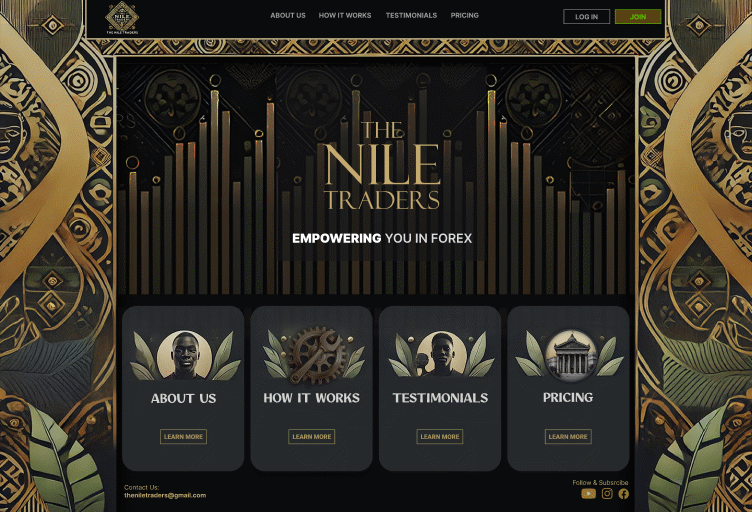 NILE
THE NILE TRADERS
ABOUT US
HOW IT WORKS
TESTIMONIALS
PRICING
LOG IN
JOIN
THE
NILE
TRADERS
EMPOWERING YOU IN FOREX
ABOUT US
HOW IT WORKS
TESTIMONIALS
PRICING
LEARN MORE
LEARN MORE
LEARN MORE
LEARN MORE
Contact Us:
theniletraders@gmail.com
Follow & Subsrcibe